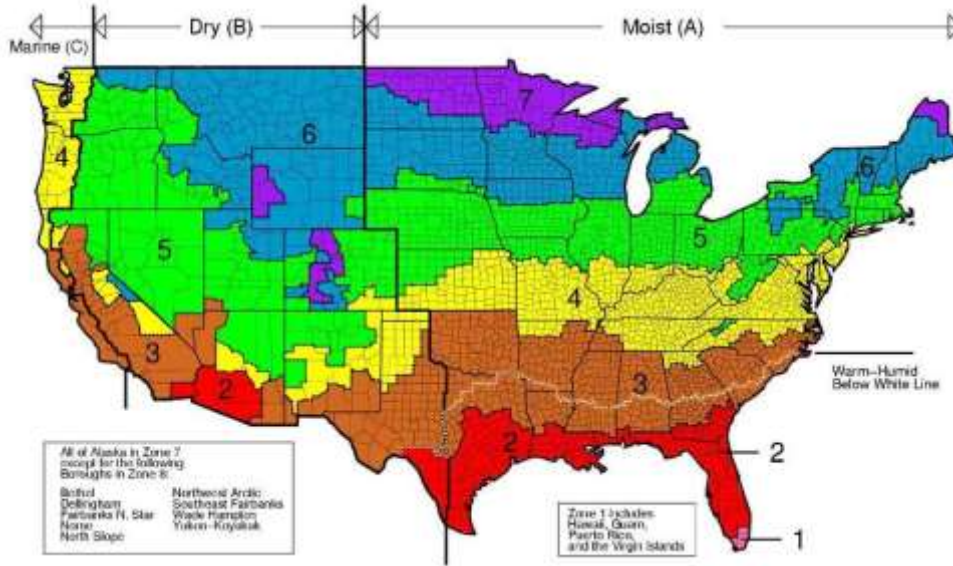 Marine (C)
Dry (B)
Moist (A)
7
6
4
6
5
5
4
3
3
2
2
2
1
Warm-Humid
Below White Line
All of Alaska in Zone 7
except for the following
Boroughs in Zone 8:
Bethel
Dellingham
Fairbanks N. Star
Nome
North Slope
Northwest Arctic
Southeast Fairbanks
Wade Hampton
Yukon-Koyukuk
Zone 1 Includes
Hawaii, Guam,
Puerto Rico,
and the Virgin Islands